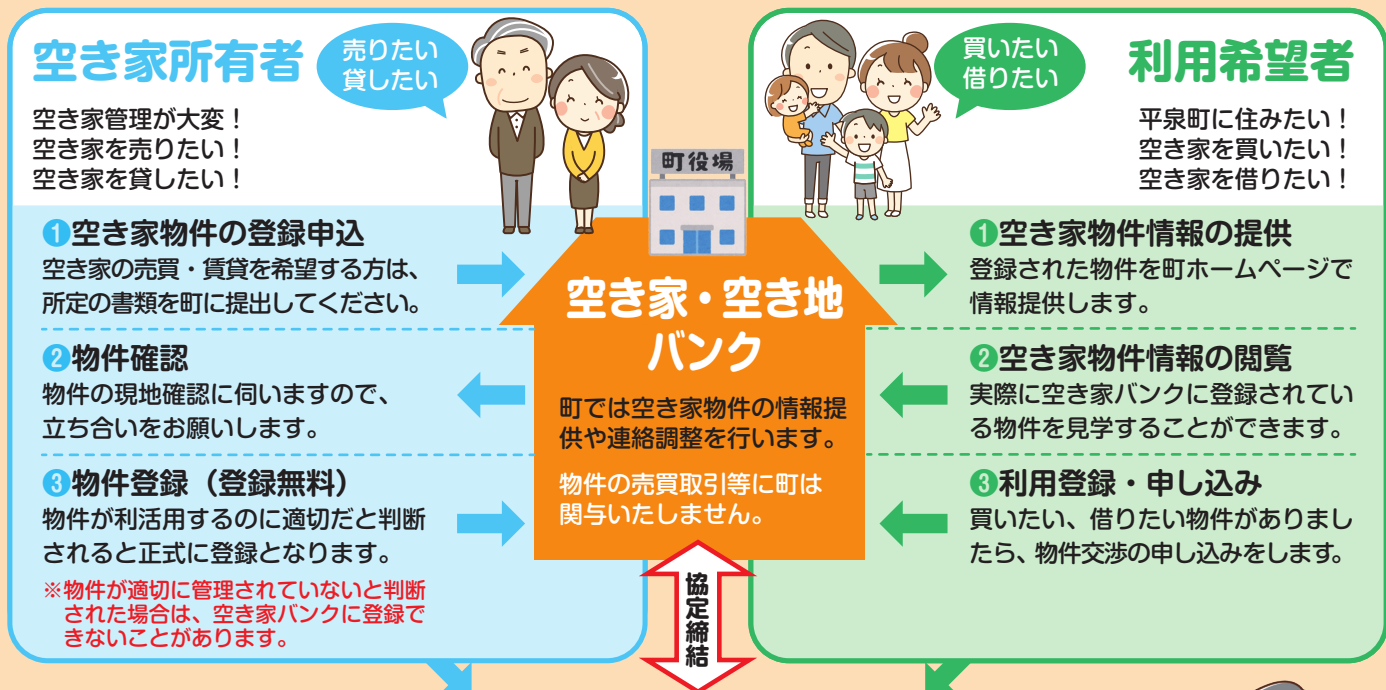 空き家所有者
売りたい
貸したい
空き家管理が大変！
空き家を売りたい！
空き家を貸したい！
❶空き家物件の登録申込
空き家の売買・賃貸を希望する方は、
所定の書類を町に提出してください。
❷物件確認
物件の現地確認に伺いますので、
立ち合いをお願いします。
❸物件登録（登録無料）
物件が利活用するのに適切だと判断
されると正式に登録となります。
※物件が適切に管理されていないと判断
された場合は、空き家バンクに登録で
きないことがあります。
町役場
空き家・空き地
バンク
町では空き家物件の情報提
供や連絡調整を行います。
物件の売買取引等に町は
関与いたしません。
協定締結
買いたい
借りたい
利用希望者
平泉町に住みたい！
空き家を買いたい！
空き家を借りたい！
❶空き家物件情報の提供
登録された物件を町ホームページで
情報提供します。
❷空き家物件情報の閲覧
実際に空き家バンクに登録されてい
る物件を見学することができます。
❸利用登録・申し込み
買いたい、借りたい物件がありまし
たら、物件交渉の申し込みをします。